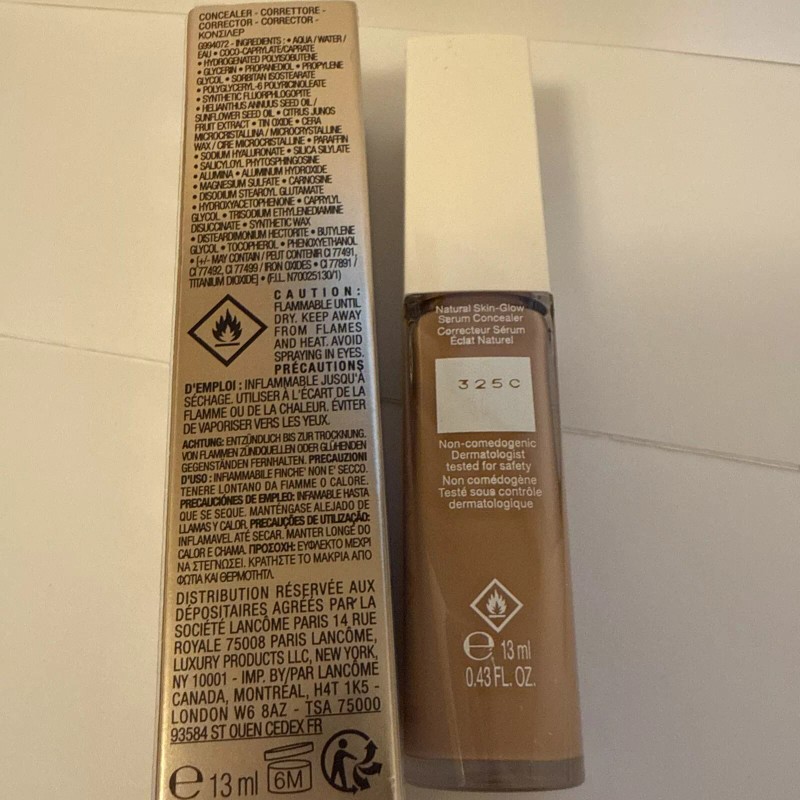 CONCEALER - CORRETTORE -
CORRECTOR - CORRECTOR -
ΚΟΝΣΙΛΕΡ
G994072 - INGREDIENTS : • AQUA / WATER /
EAU • COCO-CAPRYLATE/CAPRATE
• HYDROGENATED POLYISOBUTENE
• GLYCERIN • PROPANEDIOL • PROPYLENE
GLYCOL • SORBITAN ISOSTEARATE
• POLYGLYCERYL-6 POLYRICINOLEATE
• SYNTHETIC FLUORPHLOGOPITE
• HELIANTHUS ANNUUS SEED OIL /
SUNFLOWER SEED OIL • CITRUS JUNOS
FRUIT EXTRACT • TIN OXIDE • CERA
MICROCRISTALLINA / MICROCRYSTALLINE
WAX / CIRE MICROCRISTALLINE • PARAFFIN
• SODIUM HYALURONATE • SILICA SILYLATE
• SALICYLOYL PHYTOSPHINGOSINE
• ALUMINA • ALUMINUM HYDROXIDE
• MAGNESIUM SULFATE • CARNOSINE
• DISODIUM STEAROYL GLUTAMATE
• HYDROXYACETOPHENONE • CAPRYLYL
GLYCOL • TRISODIUM ETHYLENEDIAMINE
DISUCCINATE • SYNTHETIC WAX
• DISTEARDIMONIUM HECTORITE • BUTYLENE
GLYCOL • TOCOPHEROL • PHENOXYETHANOL
• [+/- MAY CONTAIN / PEUT CONTENIR CI 77491,
CI 77492, CI 77499 / IRON OXIDES • CI 77891 /
TITANIUM DIOXIDE] • (F.I.L. N70025130/1)
CAUTION:
FLAMMABLE UNTIL
DRY. KEEP AWAY
FROM FLAMES
AND HEAT. AVOID
SPRAYING IN EYES.
PRÉCAUTIONS
D'EMPLOI : INFLAMMABLE JUSQU'À
SÉCHAGE. UTILISER À L'ÉCART DE LA
FLAMME OU DE LA CHALEUR. ÉVITER
DE VAPORISER VERS LES YEUX.
ACHTUNG: ENTZÜNDLICH BIS ZUR TROCKNUNG.
VON FLAMMEN ZÜNDQUELLEN ODER GLÜHENDEN
GEGENSTÄNDEN FERNHALTEN. PRECAUZIONI
D'USO : INFIAMMABILE FINCHE' NON E' SECCO.
TENERE LONTANO DA FIAMME O CALORE.
PRECAUCIÓNES DE EMPLEO: INFAMABLE HASTA
QUE SE SEQUE. MANTÉNGASE ALEJADO DE
LLAMAS Y CALOR. PRECAUÇÕES DE UTILIZAÇÃO:
INFLAMAVEL ATÉ SECAR. MANTER LONGE DO
CALOR E CHAMA. ΠΡΟΣΟΧΗ: ΕΥΦΛΕΚΤΟ ΜΕΧΡΙ
ΝΑ ΣΤΕΓΝΩΣΕΙ. ΚΡΑΤΗΣΤΕ ΤΟ ΜΑΚΡΙΑ ΑΠΟ
ΦΩΤΙΑ ΚΑΙ ΘΕΡΜΟΤΗΤΑ.
DISTRIBUTION RÉSERVÉE AUX
DÉPOSITAIRES AGRÉÉS PAR LA
SOCIÉTÉ LANCÔME PARIS 14 RUE
ROYALE 75008 PARIS LANCÔME,
LUXURY PRODUCTS LLC, NEW YORK,
NY 10001 - IMP. BY/PAR LANCÔME
CANADA, MONTRÉAL, H4T 1K5 -
LONDON W6 8AZ - TSA 75000
93584 ST OUEN CEDEX FR
e 13 ml 6M
Natural Skin-Glow
Serum Concealer
Correcteur Sérum
Éclat Naturel
325C
Non-comedogenic
Dermatologist
tested for safety
Non comédogène
Testé sous contrôle
dermatologique
e 13 ml
0.43 FL. OZ.